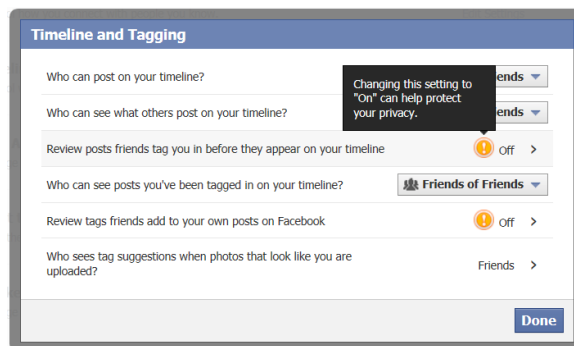 Timeline and Tagging
Who can post on your timeline?
Changing this setting to
"On" can help protect
your privacy.
Who can see what others post on your timeline?
Review posts friends tag you in before they appear on your timeline
Off
Who can see posts you've been tagged in on your timeline?
Friends of Friends
Review tags friends add to your own posts on Facebook
Off
Who sees tag suggestions when photos that look like you are
uploaded?
Friends
Done